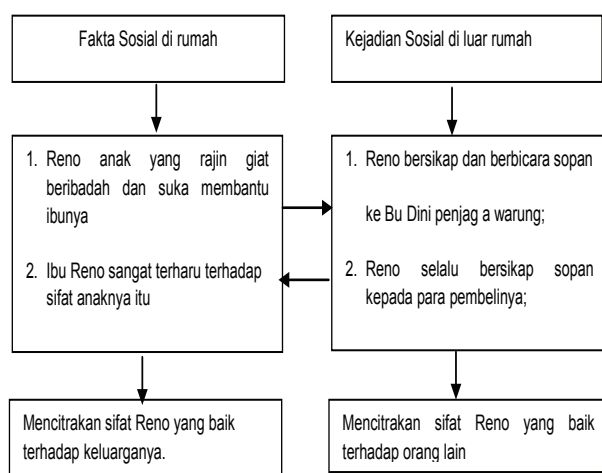 Fakta Sosial di rumah
Kejadian Sosial di luar rumah
1. Reno anak yang rajin giat
beribadah dan suka membantu
ibunya
2. Ibu Reno sangat terharu terhadap
sifat anaknya itu
1. Reno bersikap dan berbicara sopan
ke Bu Dini penjag a warung;
2. Reno selalu bersikap sopan
kepada para pembelinya;
Mencitrakan sifat Reno yang baik
terhadap keluarganya.
Mencitrakan sifat Reno yang baik
terhadap orang lain